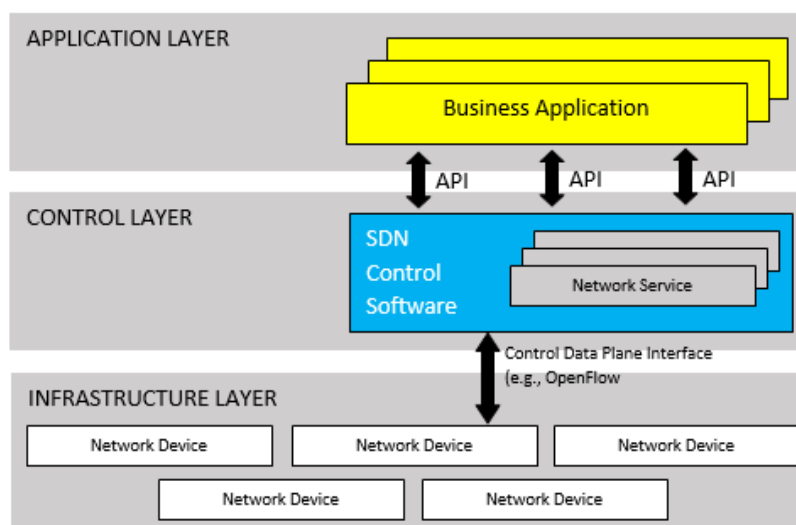 APPLICATION LAYER
Business Application
API
API
API
CONTROL LAYER
SDN
Control
Software
Network Service
Control Data Plane Interface
(e.g., OpenFlow
INFRASTRUCTURE LAYER
Network Device
Network Device
Network Device
Network Device
Network Device